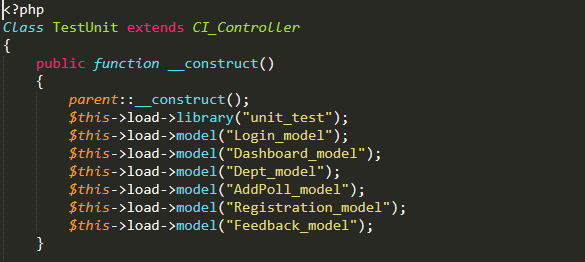 <?php
Class TestUnit extends CI_Controller
{
    public function __construct()
    {
        parent::__construct();
        $this->load->library("unit_test");
        $this->load->model("Login_model");
        $this->load->model("Dashboard_model");
        $this->load->model("Dept_model");
        $this->load->model("AddPoll_model");
        $this->load->model("Registration_model");
        $this->load->model("Feedback_model");
    }